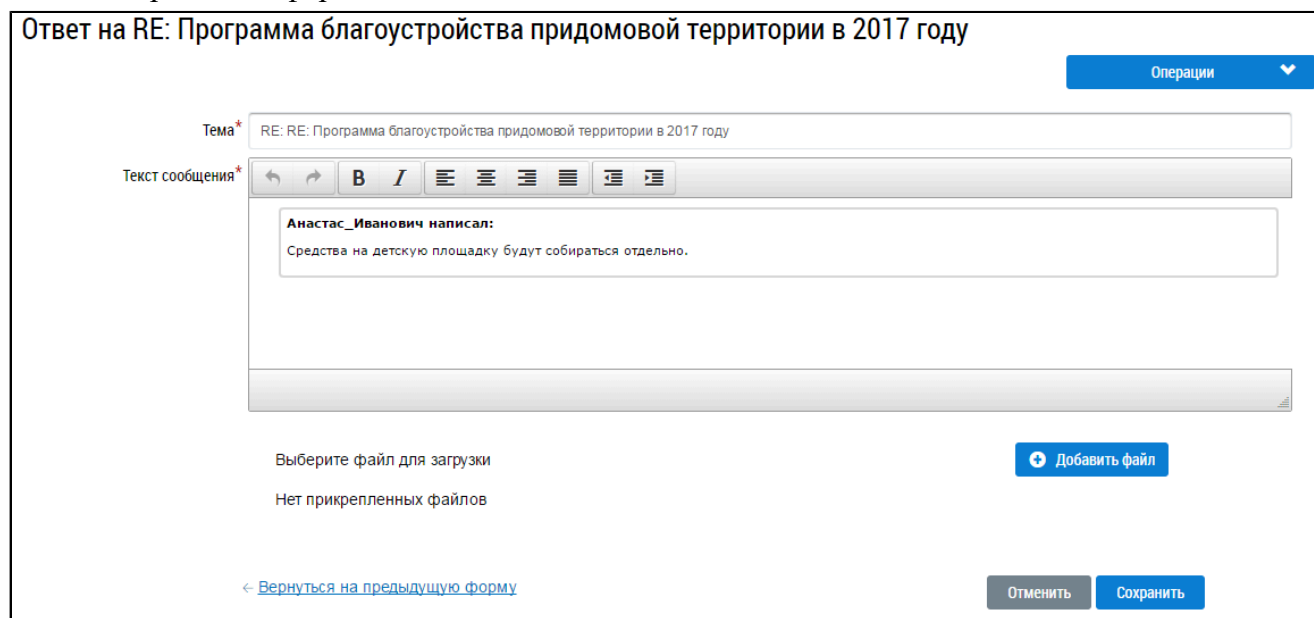 Ответ на RE: Программа благоустройства придомовой территории в 2017 году
Операции
Тема*
RE: RE: Программа благоустройства придомовой территории в 2017 году
Текст сообщения*
B I
Анастас_Иванович написал:
Средства на детскую площадку будут собираться отдельно.
Выберите файл для загрузки
Добавить файл
Нет прикрепленных файлов
← Вернуться на предыдущую форму
Отменить
Сохранить